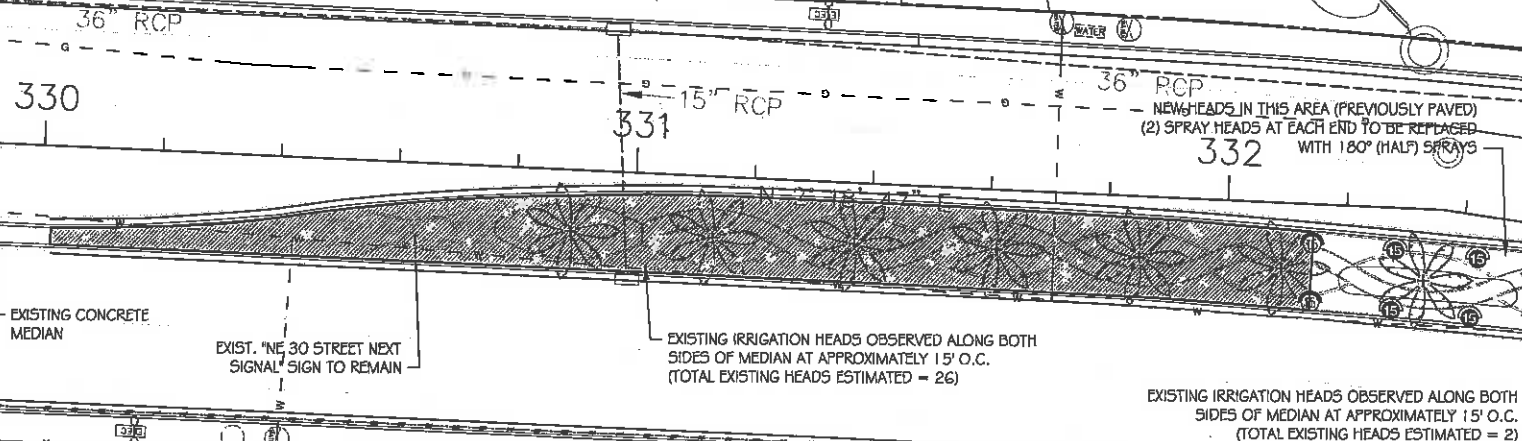 36" RCP
ELEC
WATER
G
36" RCP
330
15" RCP
G
G
G
W
331
NEW HEADS IN THIS AREA (PREVIOUSLY PAVED)
(2) SPRAY HEADS AT EACH END TO BE REPLACED
WITH 180° (HALF) SPRAYS
332
N 2° 18' 47" E
15
15
15
15
15
15
EXISTING CONCRETE
MEDIAN
EXIST. "NE 30 STREET NEXT
SIGNAL" SIGN TO REMAIN
EXISTING IRRIGATION HEADS OBSERVED ALONG BOTH
SIDES OF MEDIAN AT APPROXIMATELY 15' O.C.
(TOTAL EXISTING HEADS ESTIMATED = 26)
EXISTING IRRIGATION HEADS OBSERVED ALONG BOTH
SIDES OF MEDIAN AT APPROXIMATELY 15' O.C.
(TOTAL EXISTING HEADS ESTIMATED = 2)
W
ELEC